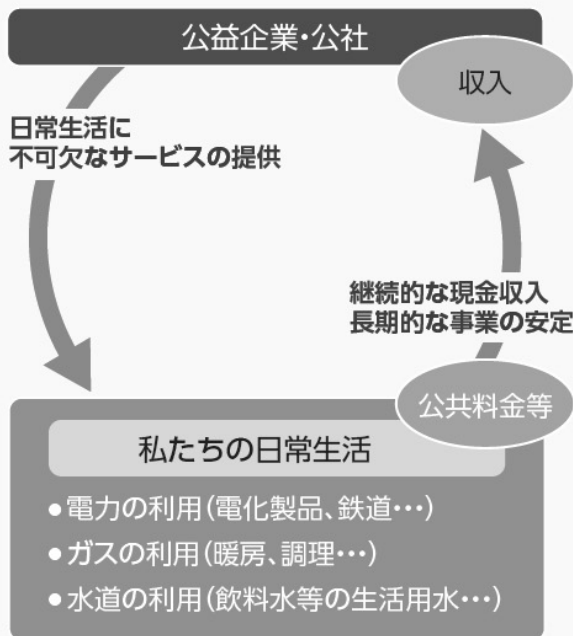 公益企業・公社
収入
日常生活に
不可欠なサービスの提供
継続的な現金収入
長期的な事業の安定
公共料金等
私たちの日常生活
●電力の利用(電化製品、鉄道・・・)
●ガスの利用(暖房、調理・・・)
●水道の利用(飲料水等の生活用水・・・)